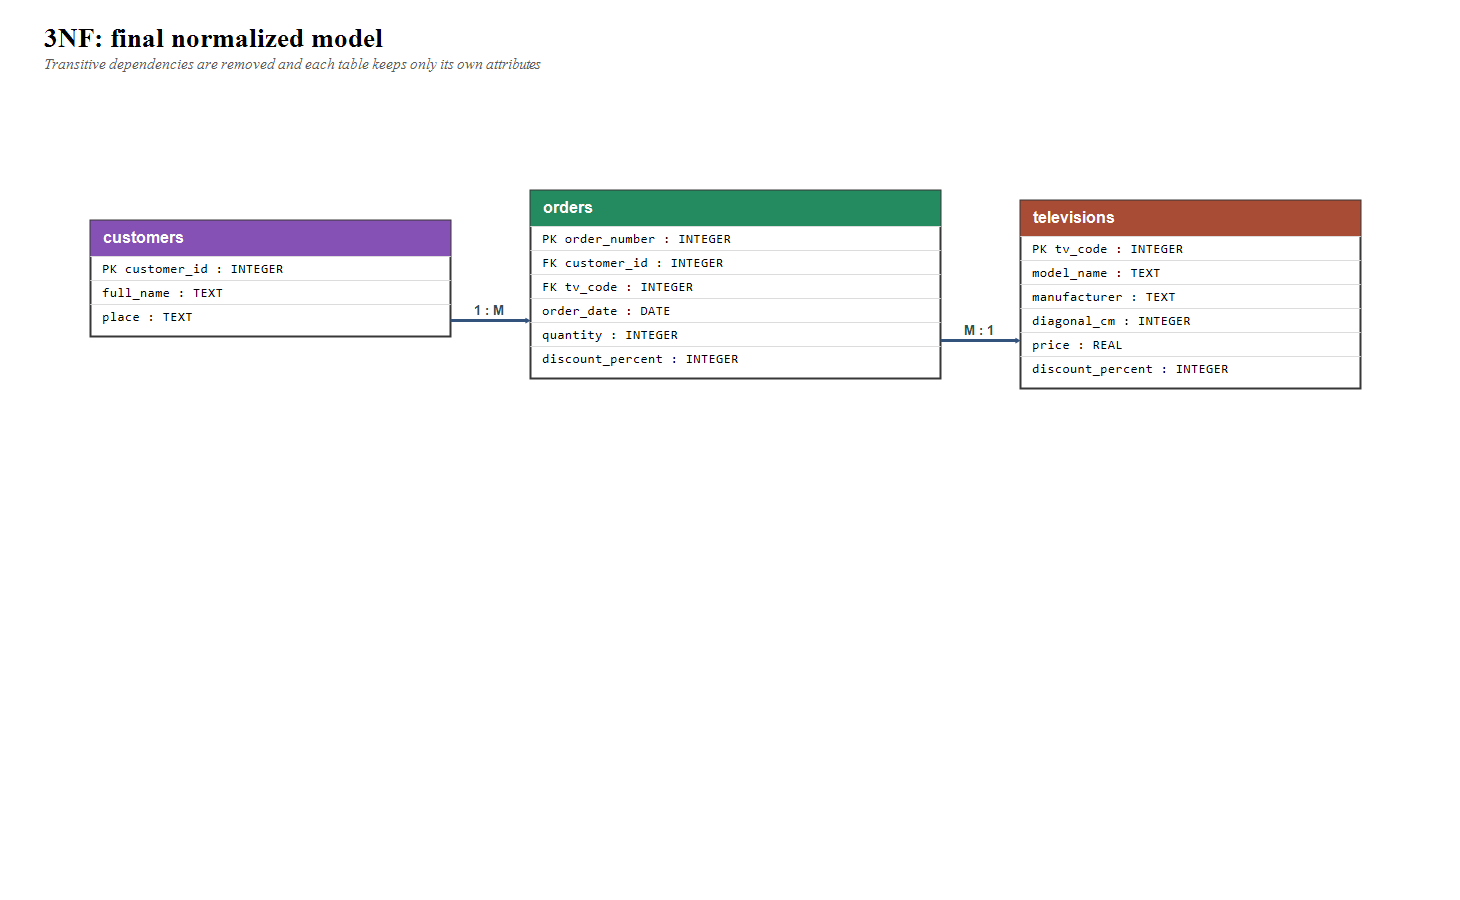 3NF: final normalized model
Transitive dependencies are removed and each table keeps only its own attributes
customers
PK customer_id : INTEGER
full_name : TEXT
place : TEXT
1 : M
orders
PK order_number : INTEGER
FK customer_id : INTEGER
FK tv_code : INTEGER
order_date : DATE
quantity : INTEGER
discount_percent : INTEGER
M : 1
televisions
PK tv_code : INTEGER
model_name : TEXT
manufacturer : TEXT
diagonal_cm : INTEGER
price : REAL
discount_percent : INTEGER